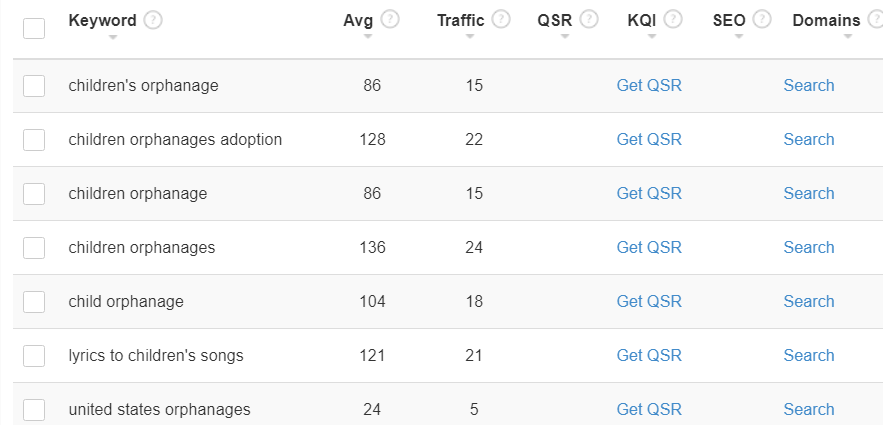 Keyword ? Avg ? Traffic ? QSR ? KQI ? SEO ? Domains ?
children's orphanage 86 15 Get QSR Search
children orphanages adoption 128 22 Get QSR Search
children orphanage 86 15 Get QSR Search
children orphanages 136 24 Get QSR Search
child orphanage 104 18 Get QSR Search
lyrics to children's songs 121 21 Get QSR Search
united states orphanages 24 5 Get QSR Search